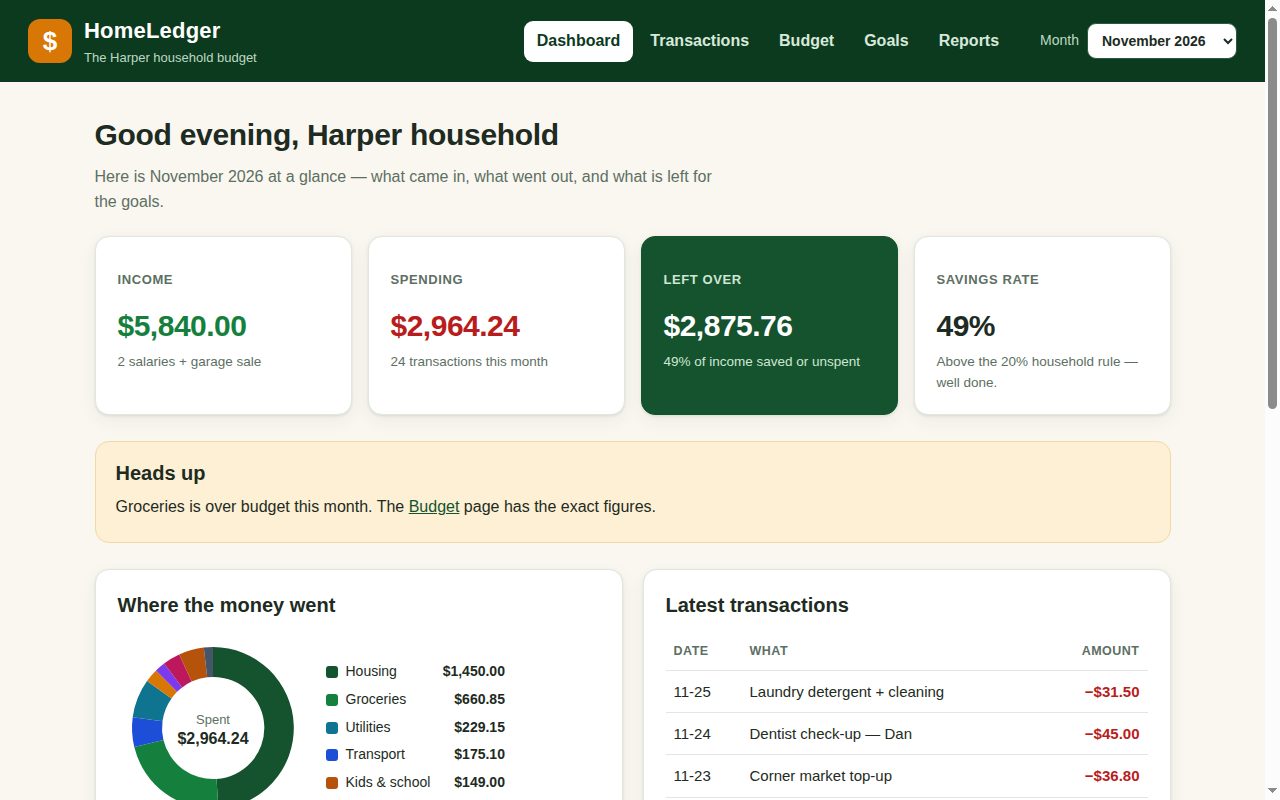 $
HomeLedger
The Harper household budget
Dashboard
Transactions
Budget
Goals
Reports
Month
November 2026
Good evening, Harper household
Here is November 2026 at a glance — what came in, what went out, and what is left for
the goals.
INCOME
$5,840.00
2 salaries + garage sale
SPENDING
$2,964.24
24 transactions this month
LEFT OVER
$2,875.76
49% of income saved or unspent
SAVINGS RATE
49%
Above the 20% household rule —
well done.
Heads up
Groceries is over budget this month. The Budget page has the exact figures.
Where the money went
Spent
$2,964.24
Housing $1,450.00
Groceries $660.85
Utilities $229.15
Transport $175.10
Kids & school $149.00
Latest transactions
DATE WHAT AMOUNT
11-25 Laundry detergent + cleaning −$31.50
11-24 Dentist check-up — Dan −$45.00
11-23 Corner market top-up −$36.80